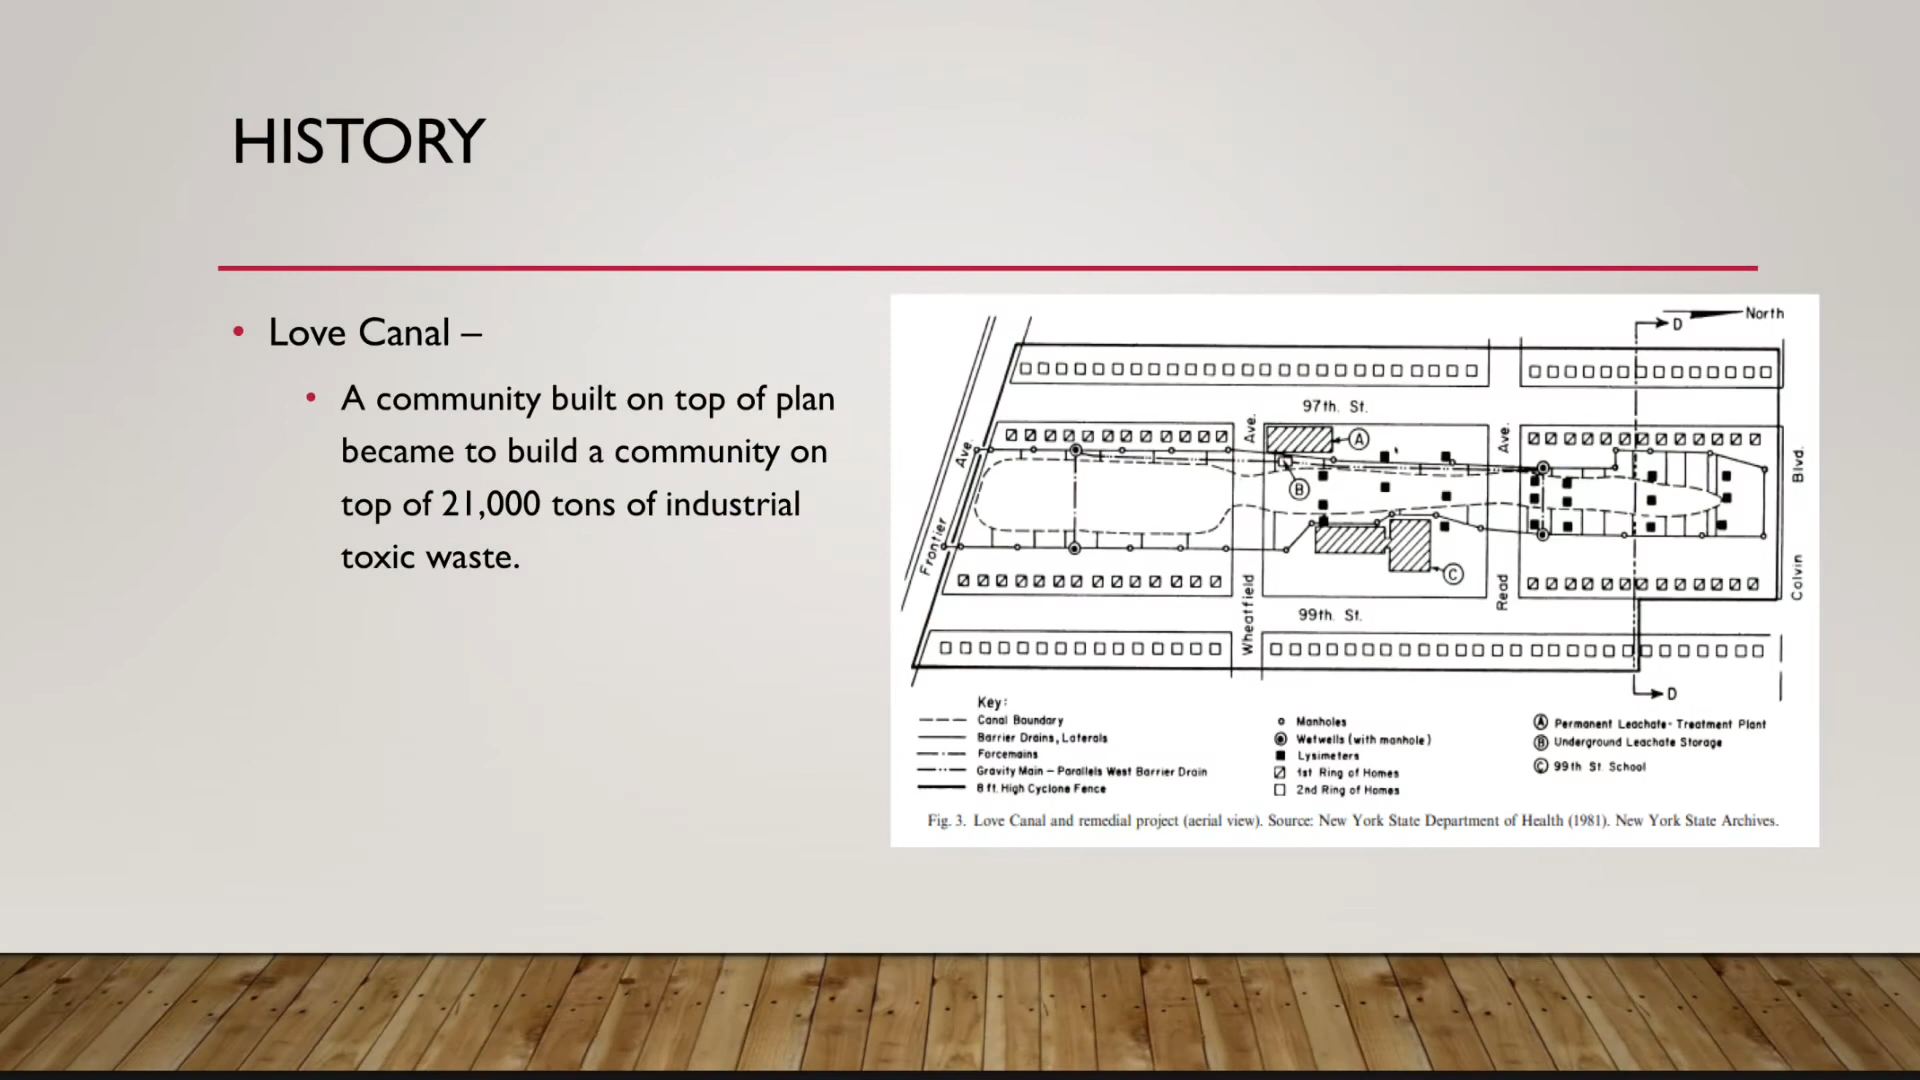 HISTORY
• Love Canal –
• A community built on top of plan
became to build a community on
top of 21,000 tons of industrial
toxic waste.
North
D
97th. St.
Ave.
Ave.
Ave.
A
B
Blvd.
Frontier
C
Wheatfield
Read
Colvin
99th. St.
D
Key:
Canal Boundary
Barrier Drains, Laterals
Forcemains
Gravity Main – Parallels West Barrier Drain
8 ft. High Cyclone Fence
Manholes
Wetwells (with manhole)
Lysimeters
1st Ring of Homes
2nd Ring of Homes
A Permanent Leachate- Treatment Plant
B Underground Leachate Storage
C 99th St. School
Fig. 3. Love Canal and remedial project (aerial view). Source: New York State Department of Health (1981). New York State Archives.